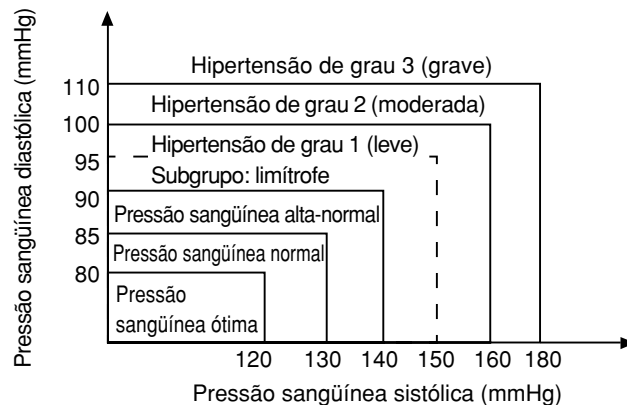 Pressão sangüínea diastólica (mmHg)
110
100
95
90
85
80
Hipertensão de grau 3 (grave)
Hipertensão de grau 2 (moderada)
Hipertensão de grau 1 (leve)
Subgrupo: limítrofe
Pressão sangüínea alta-normal
Pressão sangüínea normal
Pressão
sangüínea ótima
120 130 140 150 160 180
Pressão sangüínea sistólica (mmHg)